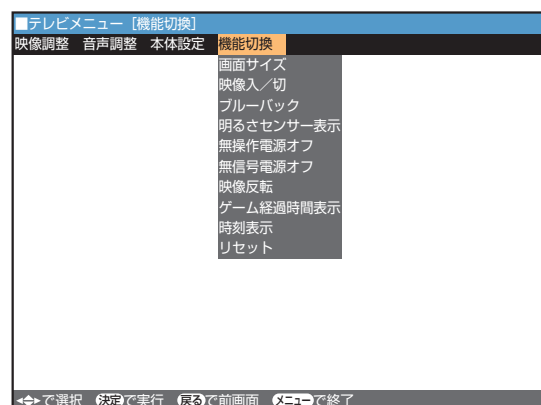 ■テレビメニュー［機能切換］
映像調整 音声調整 本体設定 機能切換
画面サイズ
映像入／切
ブルーバック
明るさセンサー表示
無操作電源オフ
無信号電源オフ
映像反転
ゲーム経過時間表示
時刻表示
リセット
で選択 決定で実行 戻るで前画面 メニューで終了